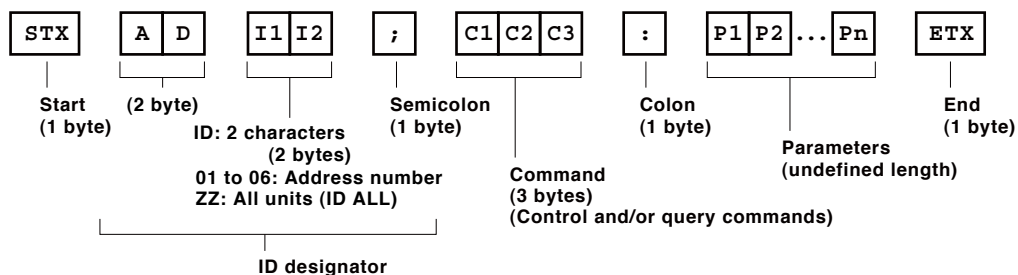 STX A D I1 I2 ; C1 C2 C3 : P1 P2 ... Pn ETX
Start
(1 byte)
(2 byte)
ID: 2 characters
(2 bytes)
01 to 06: Address number
ZZ: All units (ID ALL)
Semicolon
(1 byte)
Command
(3 bytes)
(Control and/or query commands)
Colon
(1 byte)
Parameters
(undefined length)
End
(1 byte)
ID designator